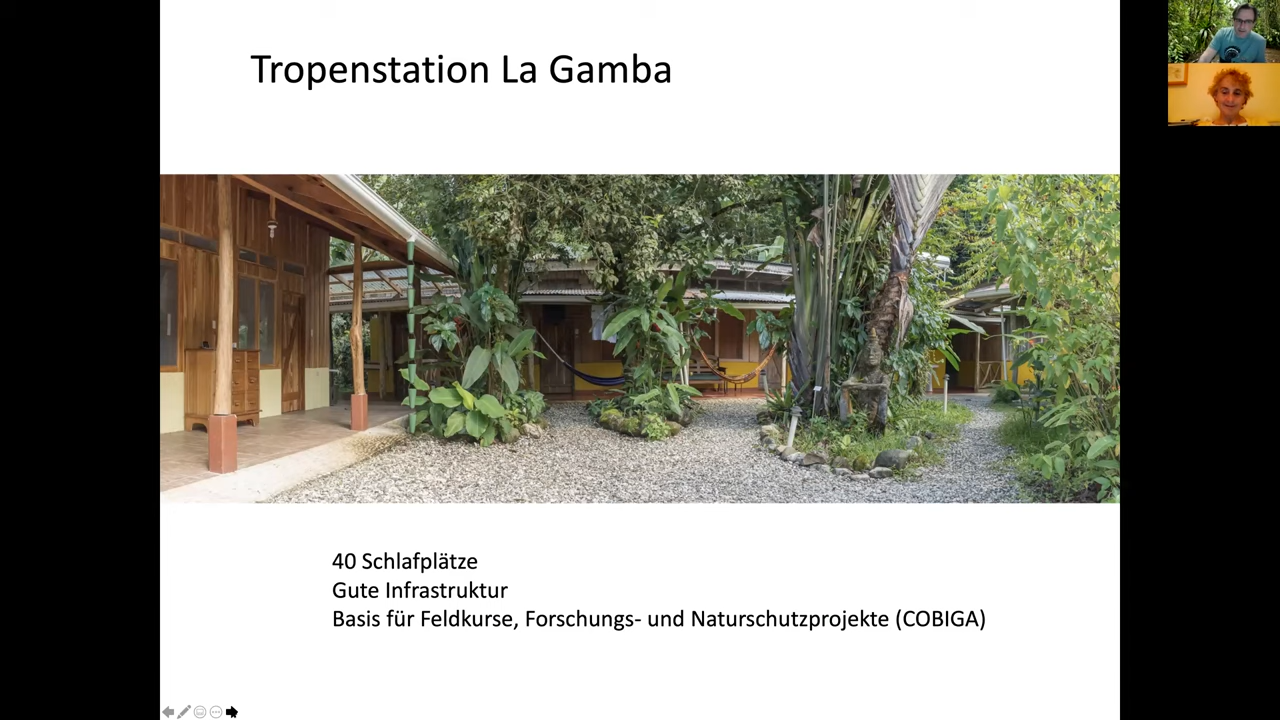 Tropenstation La Gamba
40 Schlafplätze
Gute Infrastruktur
Basis für Feldkurse, Forschungs- und Naturschutzprojekte (COBIGA)